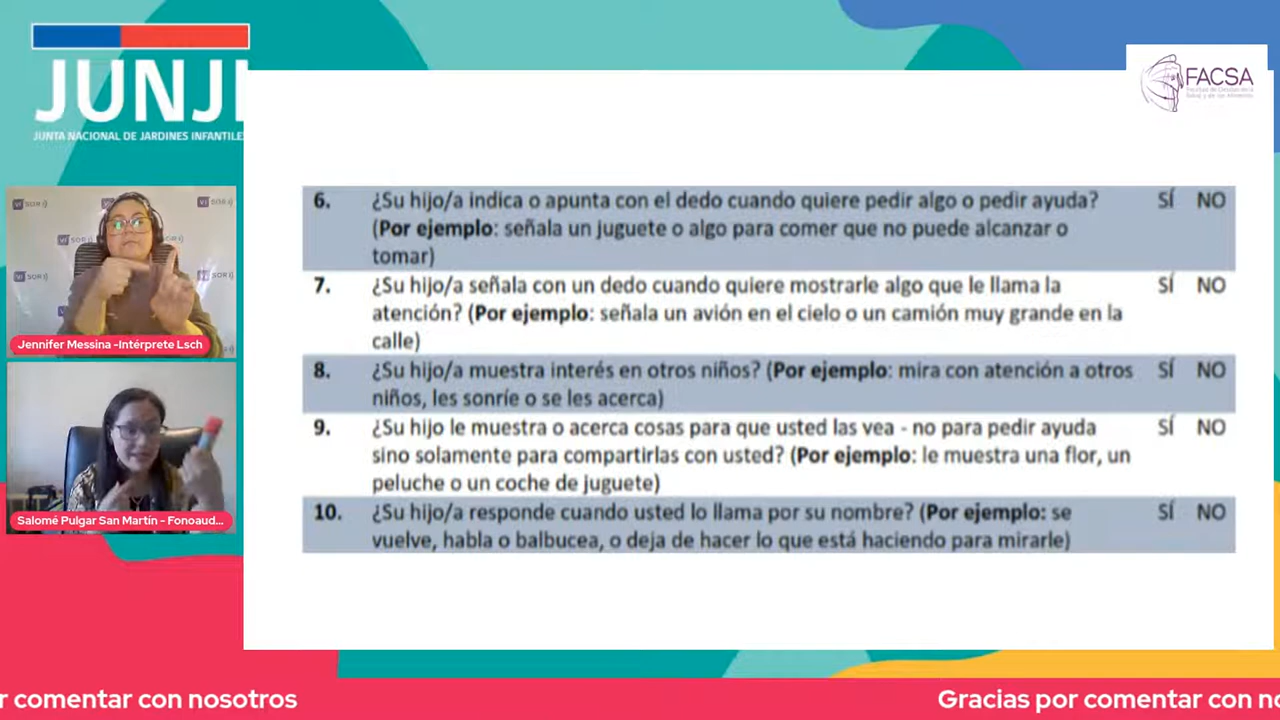 JUNJI
JUNTA NACIONAL DE JARDINES INFANTILE
FACSA
6. ¿Su hijo/a indica o apunta con el dedo cuando quiere pedir algo o pedir ayuda? SÍ NO
(Por ejemplo: señala un juguete o algo para comer que no puede alcanzar o
tomar)
7. ¿Su hijo/a señala con un dedo cuando quiere mostrarle algo que le llama la SÍ NO
atención? (Por ejemplo: señala un avión en el cielo o un camión muy grande en la
calle)
8. ¿Su hijo/a muestra interés en otros niños? (Por ejemplo: mira con atención a otros SÍ NO
niños, les sonríe o se les acerca)
9. ¿Su hijo le muestra o acerca cosas para que usted las vea - no para pedir ayuda SÍ NO
sino solamente para compartirlas con usted? (Por ejemplo: le muestra una flor, un
peluche o un coche de juguete)
10. ¿Su hijo/a responde cuando usted lo llama por su nombre? (Por ejemplo: se SÍ NO
vuelve, habla o balbucea, o deja de hacer lo que está haciendo para mirarle)
Jennifer Messina -Intérprete Lsch
Salomé Pulgar San Martín - Fonoaud...
r comentar con nosotros
Gracias por comentar con no